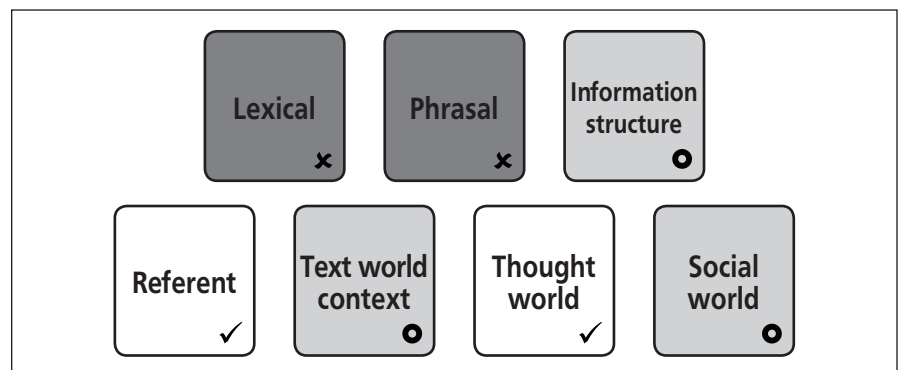 Lexical
Phrasal
Information
structure
Referent
Text world
context
Thought
world
Social
world